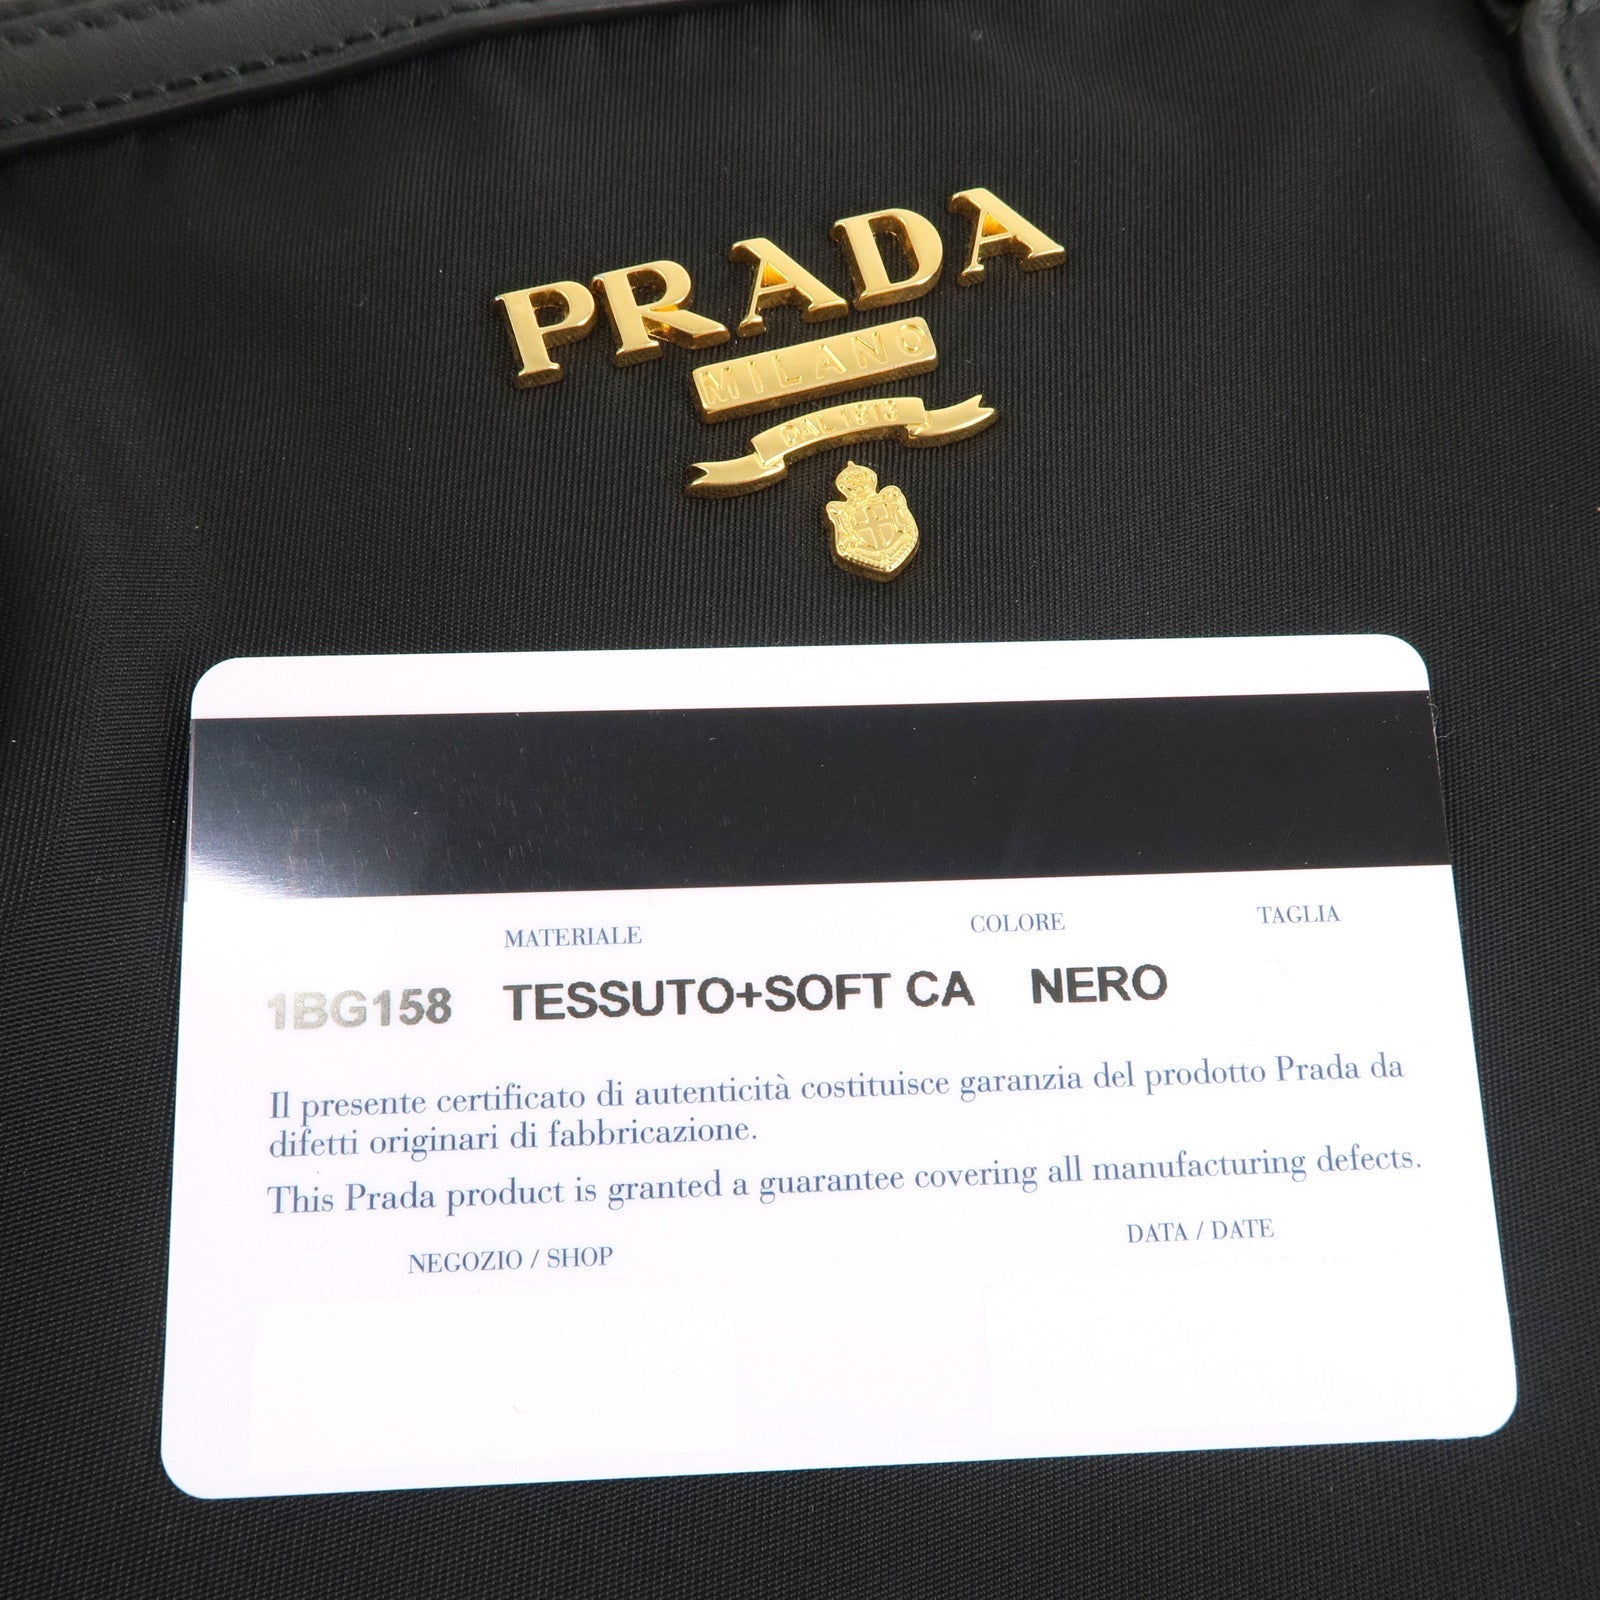 PRADA
MILANO
DAL 1913
MATERIALE COLORE TAGLIA
1BG158 TESSUTO+SOFT CA NERO
Il presente certificato di autenticità costituisce garanzia del prodotto Prada da
difetti originari di fabbricazione.
This Prada product is granted a guarantee covering all manufacturing defects.
NEGOZIO / SHOP DATA / DATE